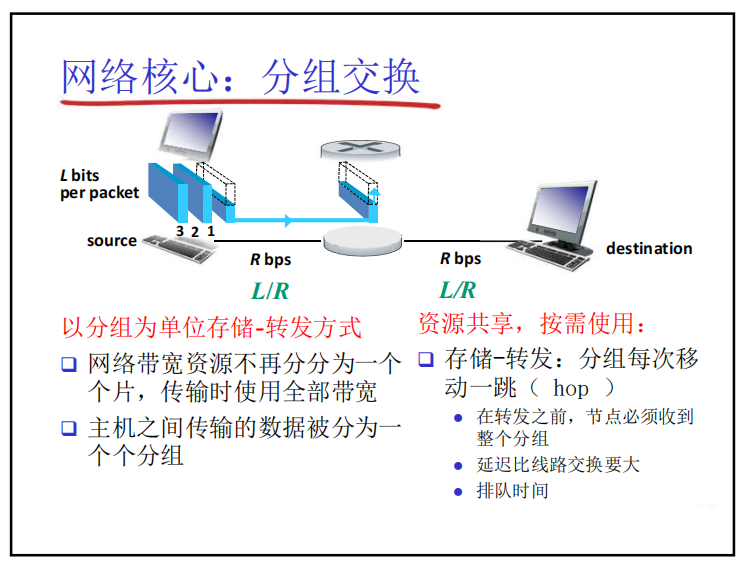 网络核心：分组交换
L bits
per packet
3 2 1
source
destination
R bps
R bps
L/R
L/R
以分组为单位存储-转发方式
网络带宽资源不再分分为一个
个片，传输时使用全部带宽
主机之间传输的数据被分为一
个个分组
资源共享，按需使用：
存储-转发：分组每次移
动一跳（ hop ）
在转发之前，节点必须收到
整个分组
延迟比线路交换要大
排队时间